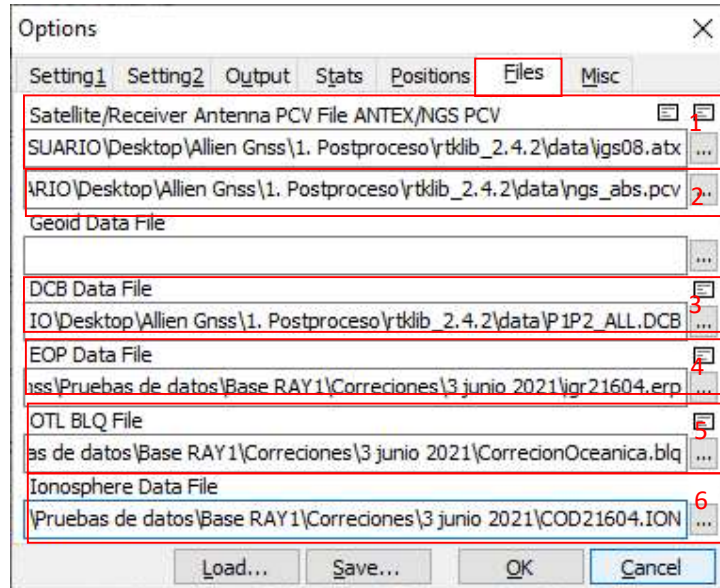 Options
Setting1 Setting2 Output Stats Positions Files Misc
Satellite/Receiver Antenna PCV File ANTEX/NGS PCV
1
SUARIO\Desktop\Allien Gnss\1. Postproceso\rtklib_2.4.2\data\igs08.atx ...
ARIO\Desktop\Allien Gnss\1. Postproceso\rtklib_2.4.2\data\ngs_abs.pcv ...
2
Geoid Data File
...
DCB Data File
3
IO\Desktop\Allien Gnss\1. Postproceso\rtklib_2.4.2\data\P1P2_ALL.DCB ...
EOP Data File
4
nss\Pruebas de datos\Base RAY1\Correciones\3 junio 2021\igr21604.erp ...
OTL BLQ File
5
as de datos\Base RAY1\Correciones\3 junio 2021\CorrecionOceanica.blq ...
Ionosphere Data File
6
\Pruebas de datos\Base RAY1\Correciones\3 junio 2021\COD21604.ION ...
Load... Save... OK Cancel